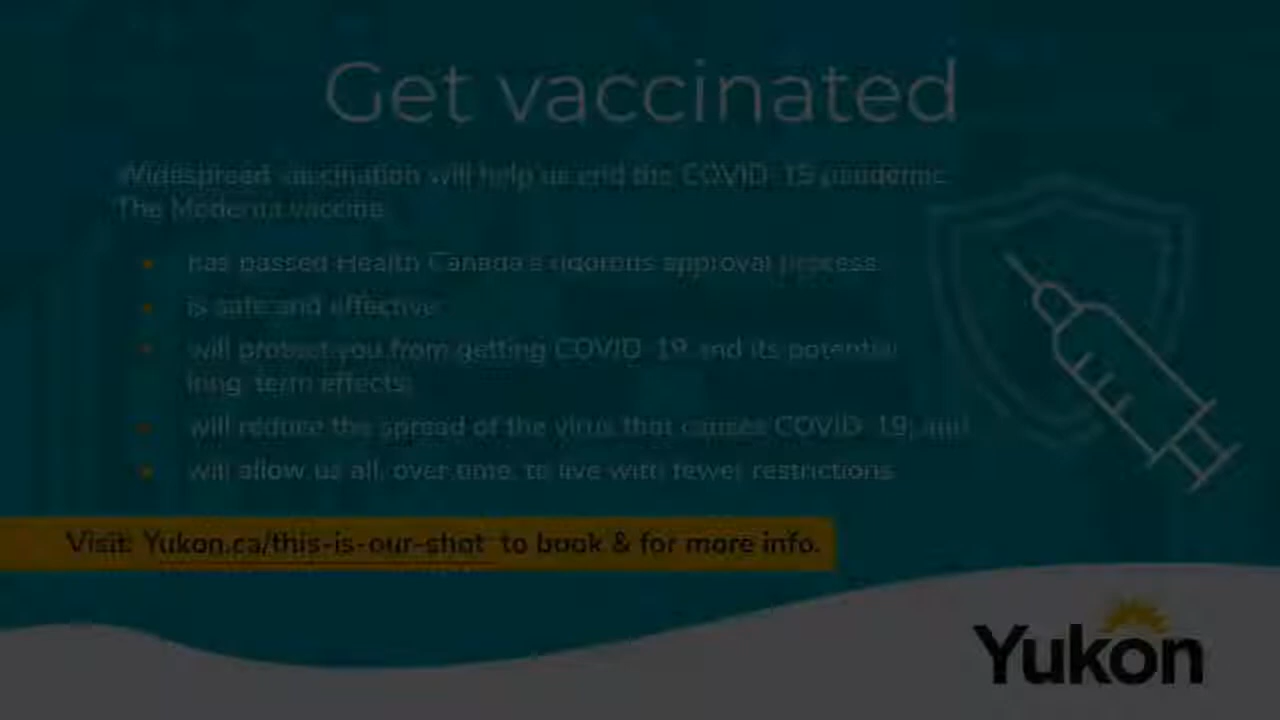 Get vaccinated
Widespread vaccination will help us end the COVID-19 pandemic.
The Moderna vaccine
has passed Health Canada's rigorous approval process
is safe and effective
will protect you from getting COVID-19 and its potential
long-term effects;
will reduce the spread of the virus that causes COVID-19; and
will allow us all, over time, to live with fewer restrictions
Visit: Yukon.ca/this-is-our-shot to book & for more info.
Yukon